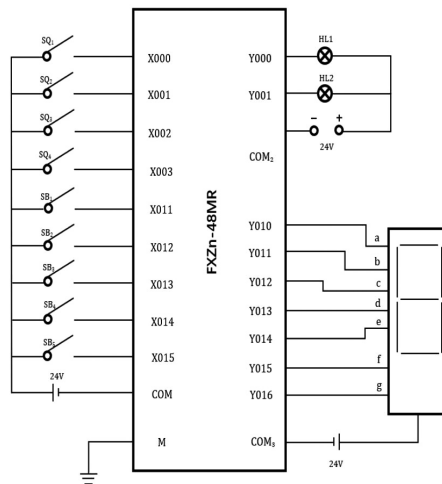 SQ₁
SQ₂
SQ₃
SQ₄
SB₁
SB₂
SB₃
SB₄
SB₅
24V
X000
X001
X002
X003
X011
X012
X013
X014
X015
COM
M
FXZn-48MR
Y000
Y001
COM₂
Y010
Y011
Y012
Y013
Y014
Y015
Y016
COM₃
HL1
HL2
− +
24V
a
b
c
d
e
f
g
24V